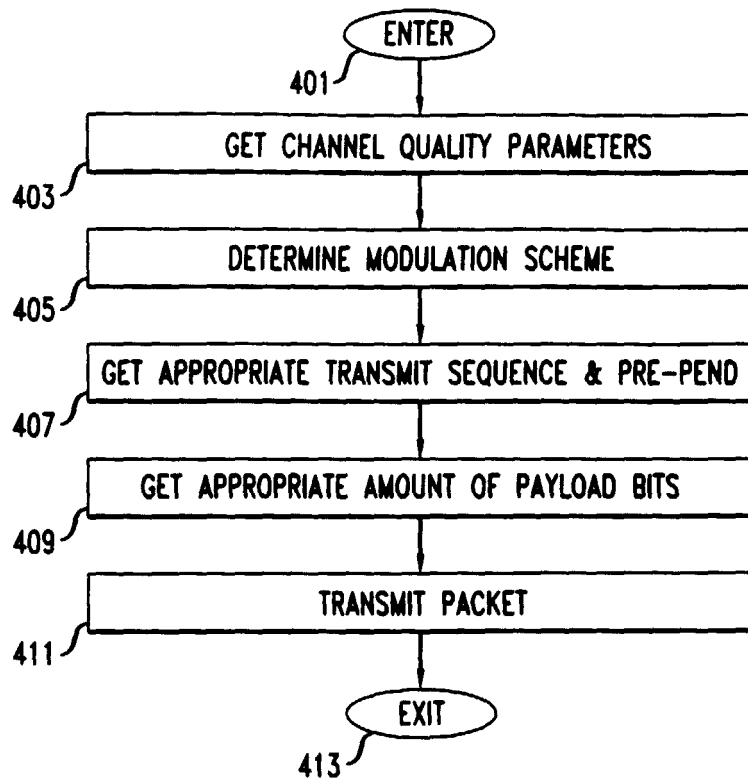 ENTER
401
GET CHANNEL QUALITY PARAMETERS
403
DETERMINE MODULATION SCHEME
405
GET APPROPRIATE TRANSMIT SEQUENCE & PRE-PEND
407
GET APPROPRIATE AMOUNT OF PAYLOAD BITS
409
TRANSMIT PACKET
411
EXIT
413